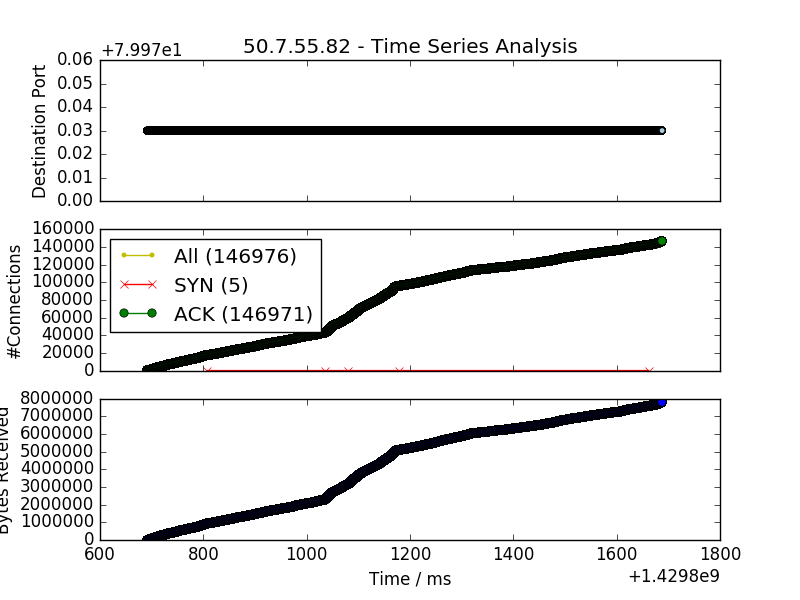 50.7.55.82 - Time Series Analysis
+7.997e1
Destination Port
0.06
0.05
0.04
0.03
0.02
0.01
0.00
#Connections
160000
140000
120000
100000
80000
60000
40000
20000
0
All (146976)
SYN (5)
ACK (146971)
Bytes Received
8000000
7000000
6000000
5000000
4000000
3000000
2000000
1000000
0
600 800 1000 1200 1400 1600 1800
Time / ms
+1.4298e9